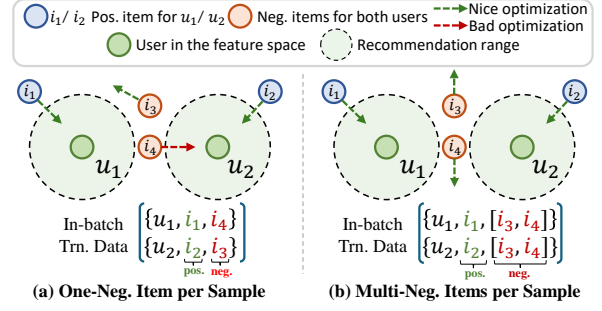 i₁/ i₂ Pos. item for u₁/ u₂ Neg. items for both users Nice optimization
Bad optimization
User in the feature space Recommendation range
i₁ i₃ i₂ i₄ u₁ u₂
i₁ i₃ i₂ i₄ u₁ u₂
In-batch {u₁, i₁, i₄}
Trn. Data {u₂, i₂, i₃}
pos. neg.
In-batch {u₁, i₁, [i₃, i₄]}
Trn. Data {u₂, i₂, [i₃, i₄]}
pos. neg.
(a) One-Neg. Item per Sample
(b) Multi-Neg. Items per Sample